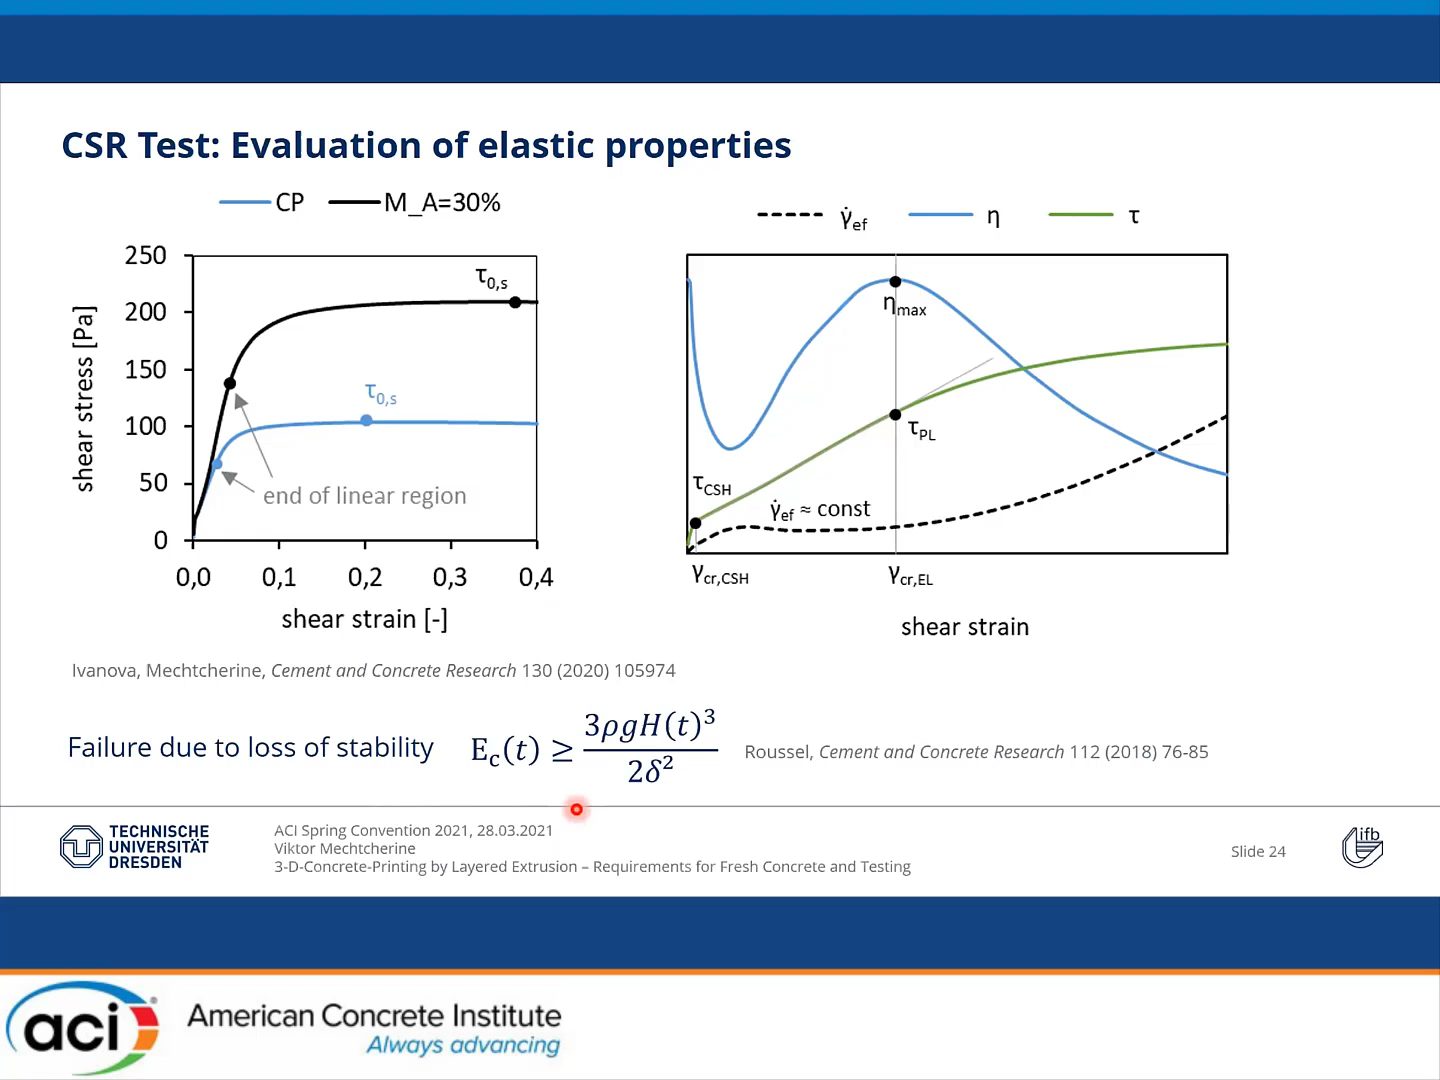 CSR Test: Evaluation of elastic properties
CP M_A=30%
250
200
150
100
50
0
shear stress [Pa]
τ0,s
τ0,s
end of linear region
0,0 0,1 0,2 0,3 0,4
shear strain [-]
γ̇ef η τ
ηmax
τPL
τCSH
γ̇ef ≈ const
γcr,CSH γcr,EL
shear strain
Ivanova, Mechtcherine, Cement and Concrete Research 130 (2020) 105974
Failure due to loss of stability Ec(t) ≥ 3ρgH(t)³ / 2δ² Roussel, Cement and Concrete Research 112 (2018) 76-85
TECHNISCHE
UNIVERSITÄT
DRESDEN
ACI Spring Convention 2021, 28.03.2021
Viktor Mechtcherine
3-D-Concrete-Printing by Layered Extrusion – Requirements for Fresh Concrete and Testing
Slide 24
ifb
aci
American Concrete Institute
Always advancing